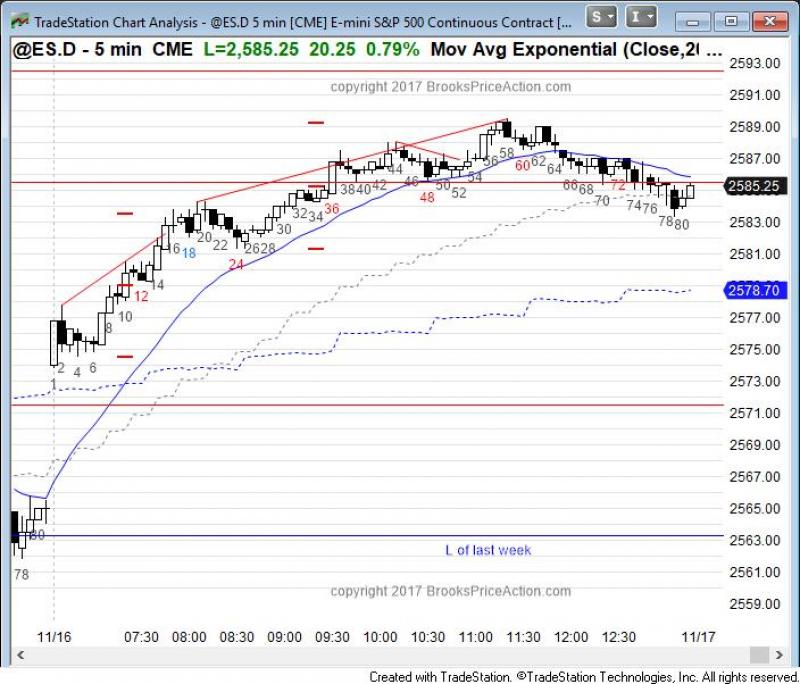 TradeStation Chart Analysis - @ES.D 5 min [CME] E-mini S&P 500 Continuous Contract [...
S I
@ES.D - 5 min CME L=2,585.25 20.25 0.79% Mov Avg Exponential (Close,20 ...
copyright 2017 BrooksPriceAction.com
2593.00
2591.00
2589.00
2587.00
2585.25
2583.00
2581.00
2578.70
2577.00
2575.00
2573.00
2571.00
2569.00
2567.00
2565.00
2563.00
2561.00
2559.00
56 58 60 62 64
44 46 48 50 52 54
38 40 42
66 68 70 72 74 76 78 80
30 32 34 36
16 18 20 22 24 26 28
8 10 12 14
1 2 4 6
80
78
L of last week
copyright 2017 BrooksPriceAction.com
11/16 07:30 08:00 08:30 09:00 09:30 10:00 10:30 11:00 11:30 12:00 12:30 11/17
Created with TradeStation. ©TradeStation Technologies, Inc. All rights reserved.